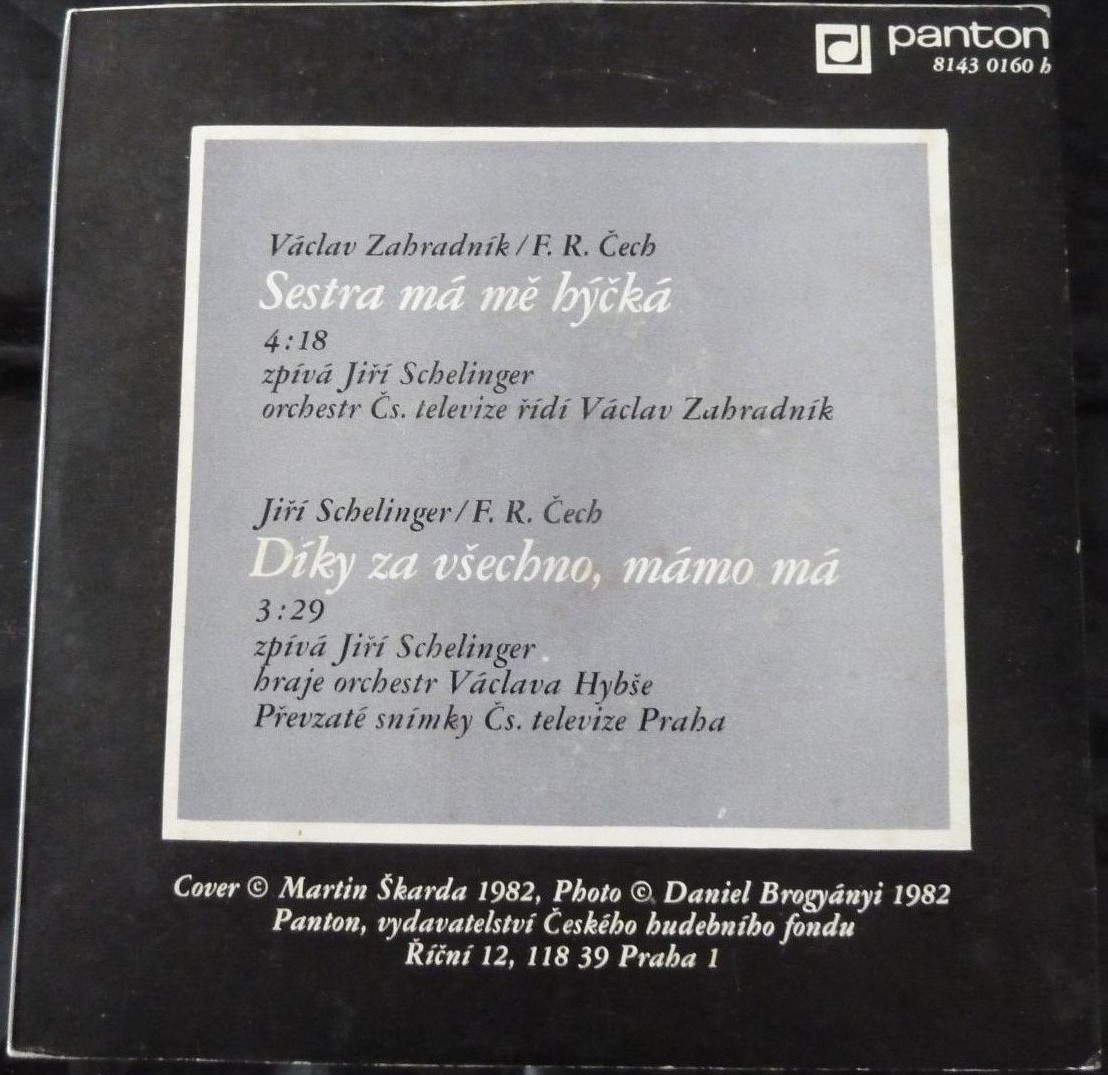 panton
8143 0160 h
Václav Zahradník/F. R. Čech
Sestra má mě hýčká
4:18
zpívá Jiří Schelinger
orchestr Čs. televize řídí Václav Zahradník
Jiří Schelinger/F. R. Čech
Díky za všechno, mámo má
3:29
zpívá Jiří Schelinger
hraje orchestr Václava Hybše
Převzaté snímky Čs. televize Praha
Cover © Martin Škarda 1982, Photo © Daniel Brogyányi 1982
Panton, vydavatelství Českého hudebního fondu
Říční 12, 118 39 Praha 1